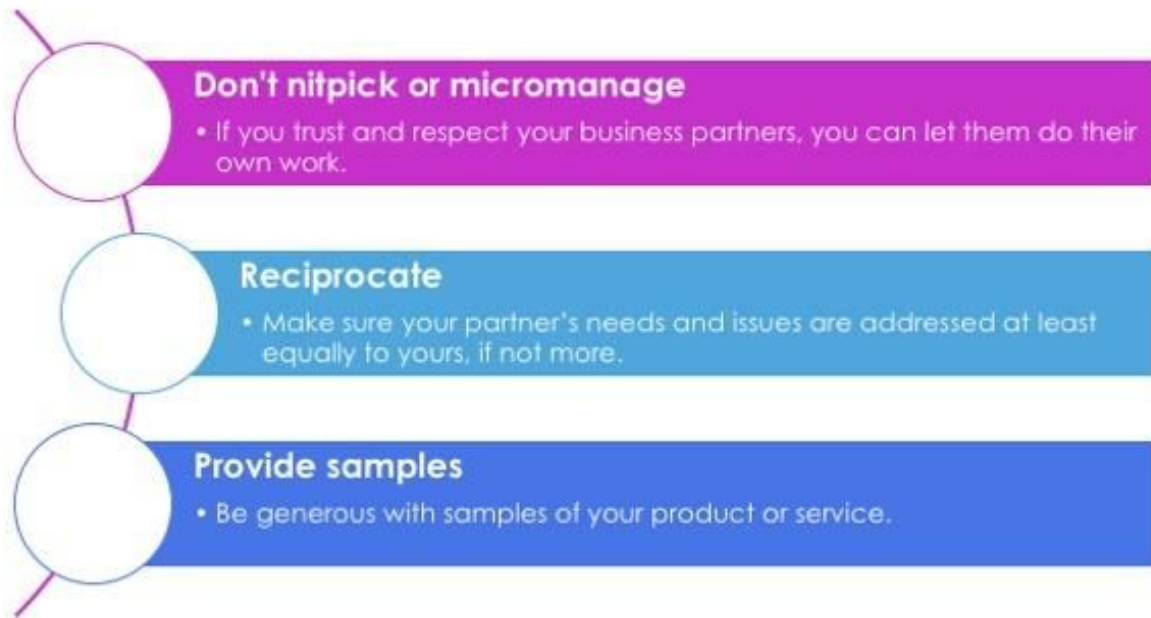 Don't nitpick or micromanage
• If you trust and respect your business partners, you can let them do their
own work.
Reciprocate
• Make sure your partner’s needs and issues are addressed at least
equally to yours, if not more.
Provide samples
• Be generous with samples of your product or service.